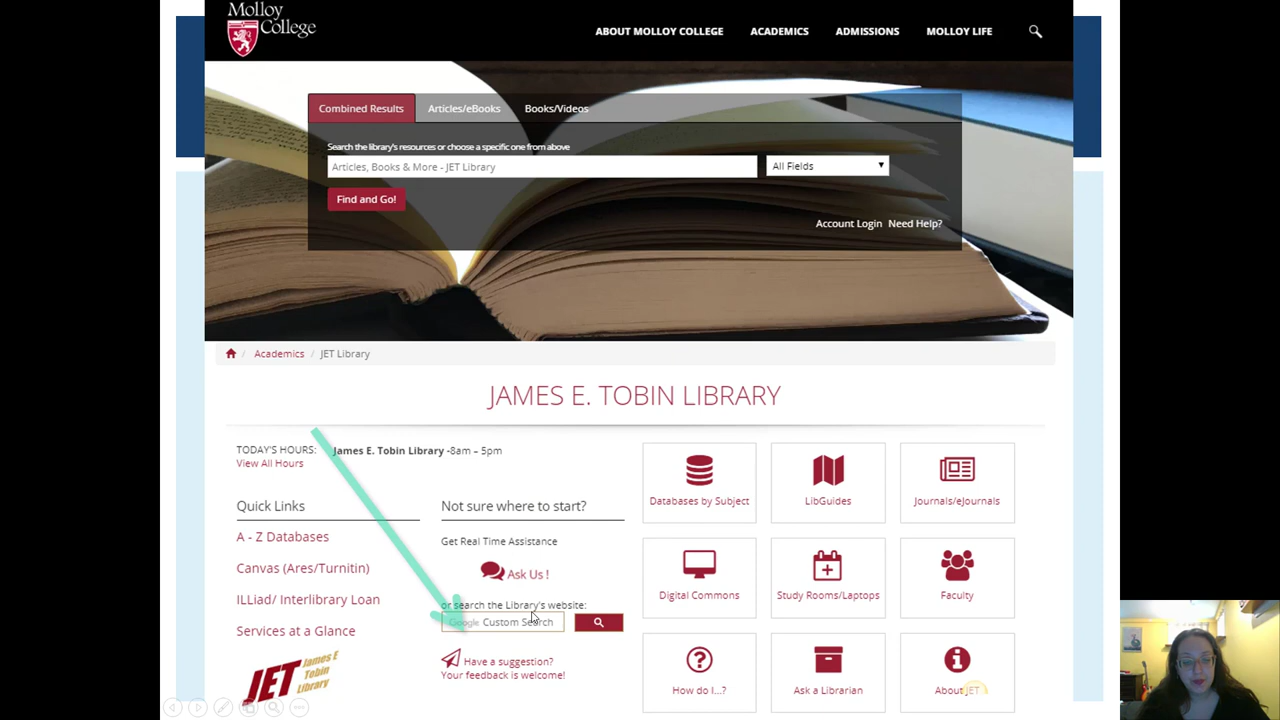 Molloy
College
ABOUT MOLLOY COLLEGE ACADEMICS ADMISSIONS MOLLOY LIFE
Combined Results Articles/eBooks Books/Videos
Search the library's resources or choose a specific one from above
Articles, Books & More - JET Library All Fields
Find and Go!
Account Login Need Help?
Academics / JET Library
JAMES E. TOBIN LIBRARY
TODAY'S HOURS: James E. Tobin Library -8am – 5pm
View All Hours
Quick Links
A - Z Databases
Canvas (Ares/Turnitin)
ILLiad/ Interlibrary Loan
Services at a Glance
JET James E
Tobin
Library
Not sure where to start?
Get Real Time Assistance
Ask Us !
or search the Library's website:
Google Custom Search
Have a suggestion?
Your feedback is welcome!
Databases by Subject
LibGuides
Journals/eJournals
Digital Commons
Study Rooms/Laptops
Faculty
How do I...?
Ask a Librarian
About JET